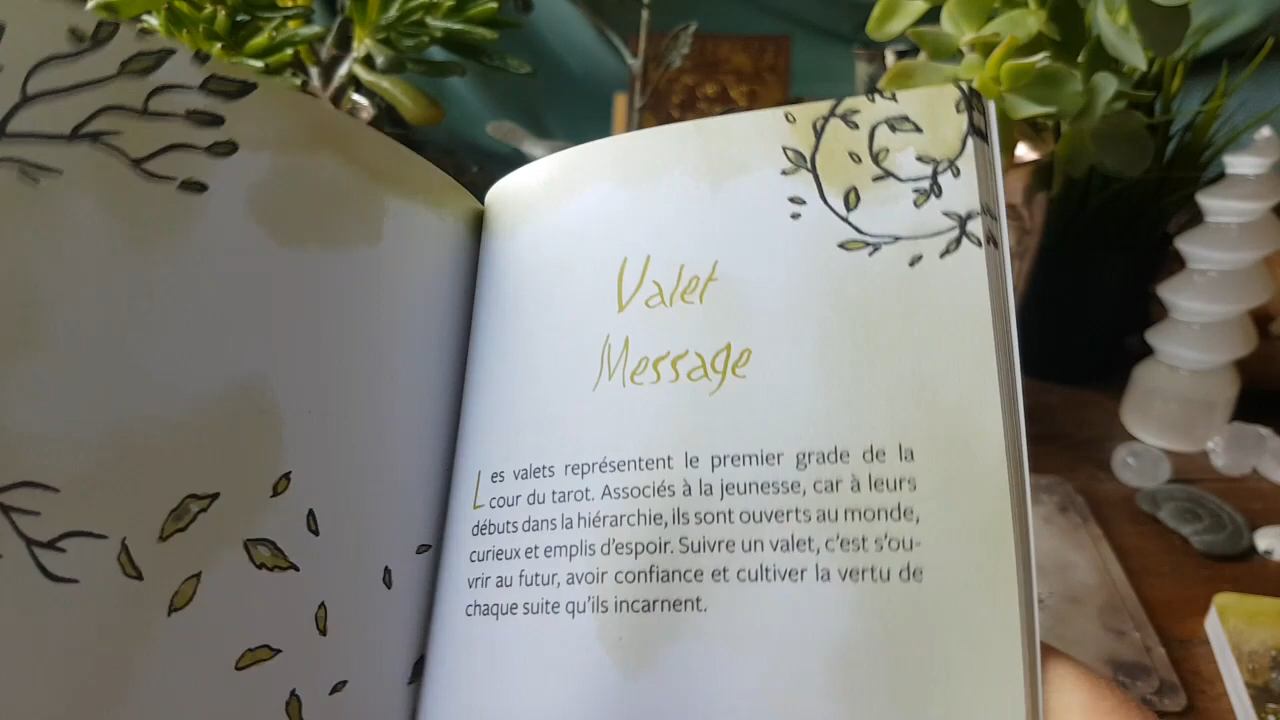 Valet
Message
Les valets représentent le premier grade de la
cour du tarot. Associés à la jeunesse, car à leurs
débuts dans la hiérarchie, ils sont ouverts au monde,
curieux et emplis d'espoir. Suivre un valet, c'est s'ou-
vrir au futur, avoir confiance et cultiver la vertu de
chaque suite qu'ils incarnent.